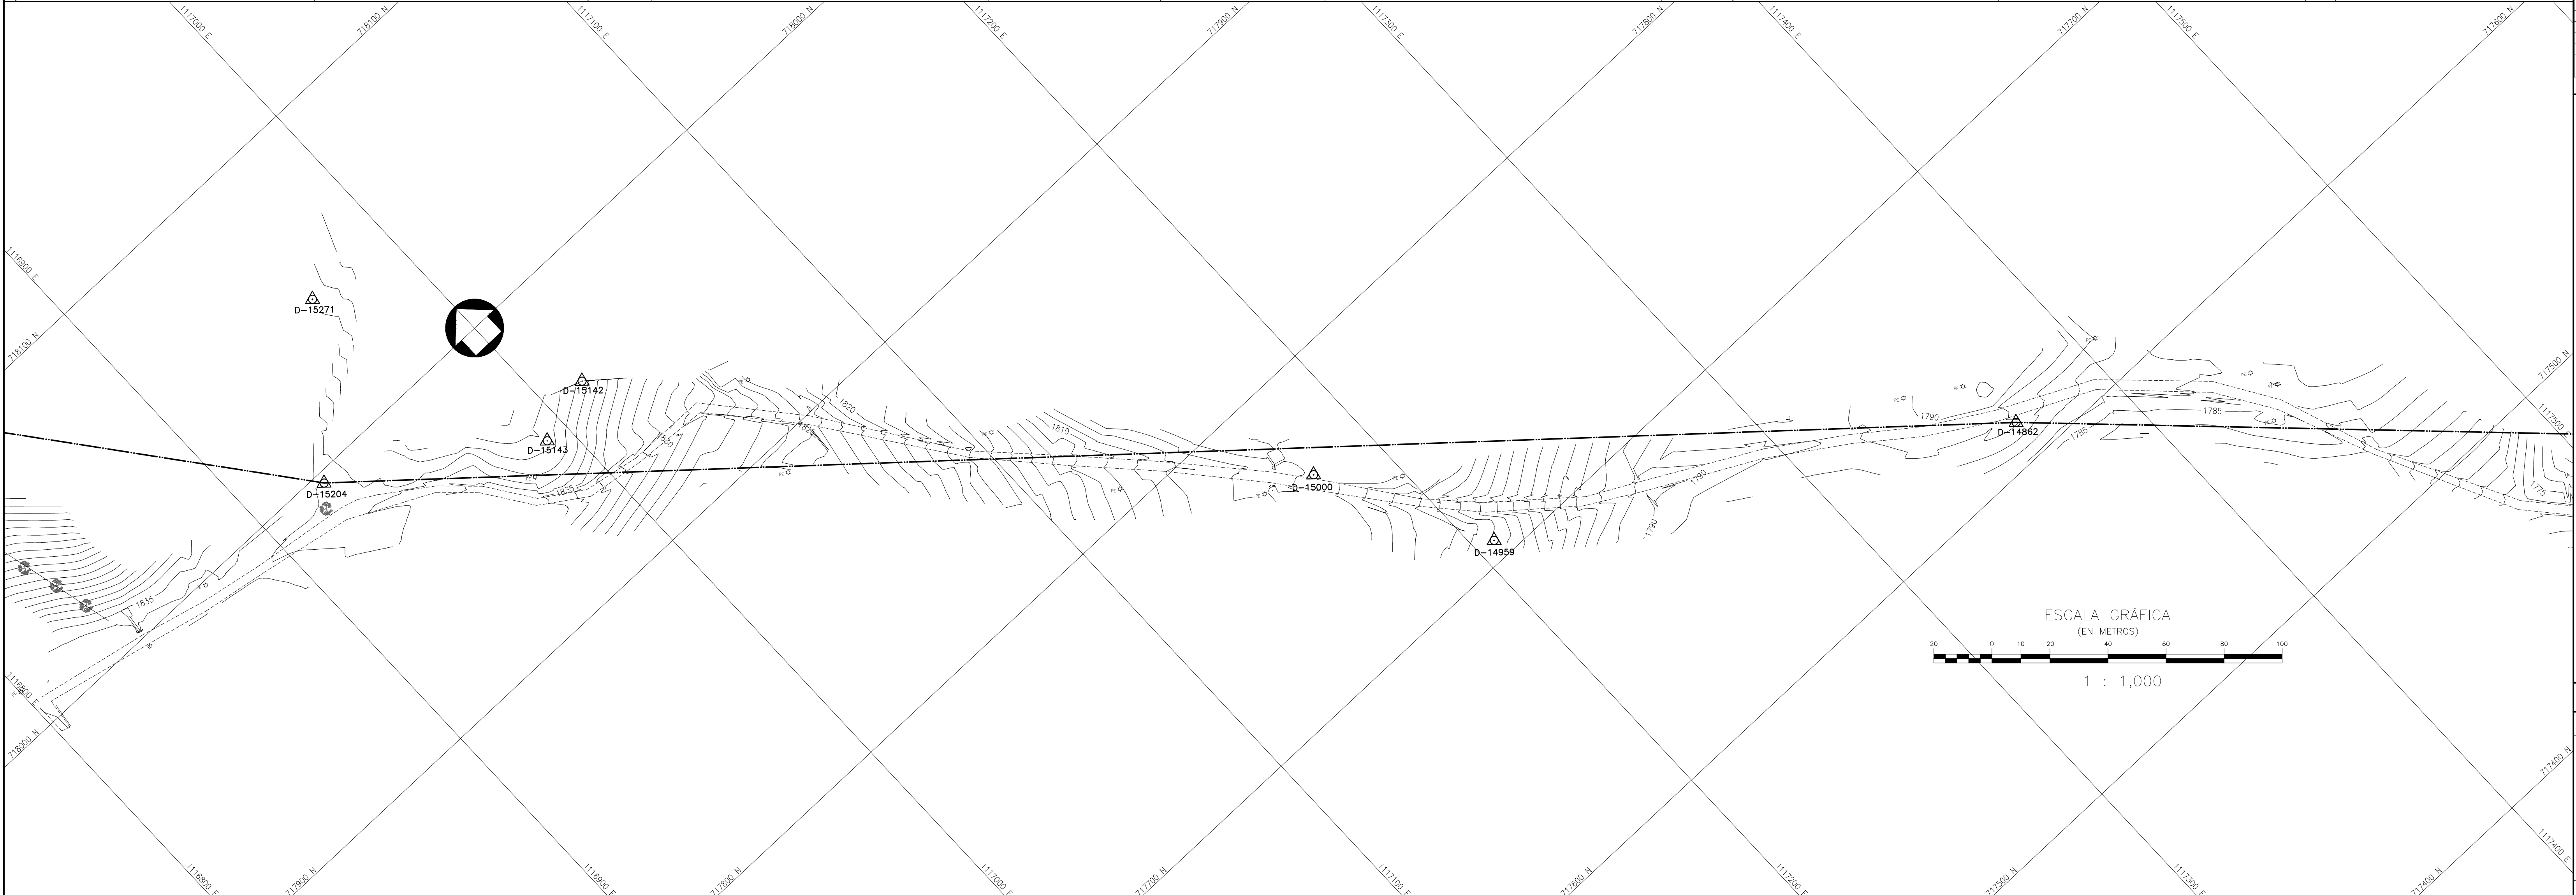 1117000 E
718100 N
1117100 E
718000 N
1117200 E
717900 N
1117300 E
717800 N
1117400 E
717700 N
1117500 E
717600 N
1116900 E
718100 N
D-15271
D-15142
D-15143
D-15204
D-15000
D-14959
D-14862
1820
1825
1830
1835
1810
1790
1785
1785
1790
1790
1775
1835
717500 N
1117500 E
ESCALA GRÁFICA
(EN METROS)
20 0 10 20 40 60 80 100
1 : 1,000
1116800 E
718000 N
717400 N
1117400 E
1116800 E
717900 N
1116900 E
717800 N
1117000 E
717700 N
1117100 E
717600 N
1117200 E
717500 N
1117300 E
717400 N